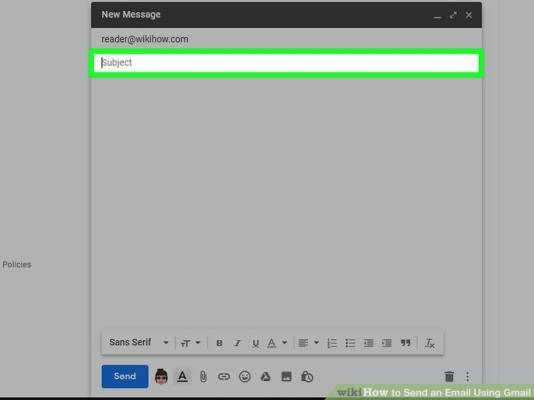 New Message
reader@wikihow.com
Subject
Policies
Sans Serif
B I U A
Send
A
wikiHow to Send an Email Using Gmail